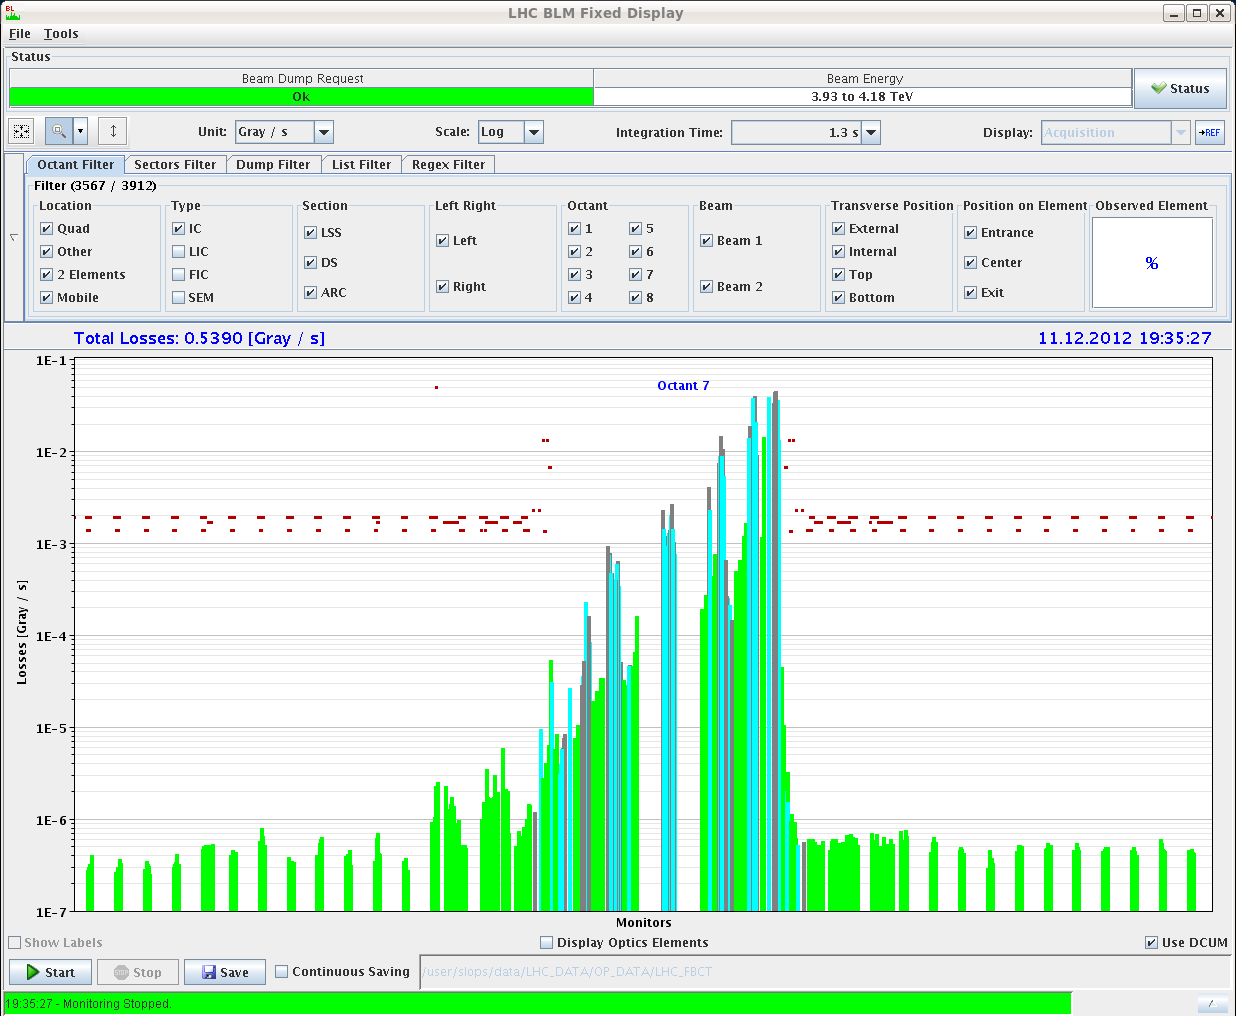 BL
LHC BLM Fixed Display
File Tools
Status
Beam Dump Request Beam Energy
Ok 3.93 to 4.18 TeV
Status
Unit: Gray / s Scale: Log Integration Time: 1.3 s Display: Acquisition →REF
Octant Filter Sectors Filter Dump Filter List Filter Regex Filter
Filter (3567 / 3912)
Location Type Section Left Right Octant Beam Transverse Position Position on Element Observed Element
Quad IC LSS Left 1 5 Beam 1 External Entrance
Other LIC DS 2 6 Internal Center %
2 Elements FIC ARC Right 3 7 Beam 2 Top Exit
Mobile SEM 4 8 Bottom
Total Losses: 0.5390 [Gray / s] 11.12.2012 19:35:27
Octant 7
1E-1
1E-2
1E-3
1E-4
1E-5
1E-6
1E-7
Losses [Gray / s]
Monitors
Show Labels Display Optics Elements Use DCUM
Start STOP Stop Save Continuous Saving /user/slops/data/LHC_DATA/OP_DATA/LHC_FBCT
19:35:27 - Monitoring Stopped.